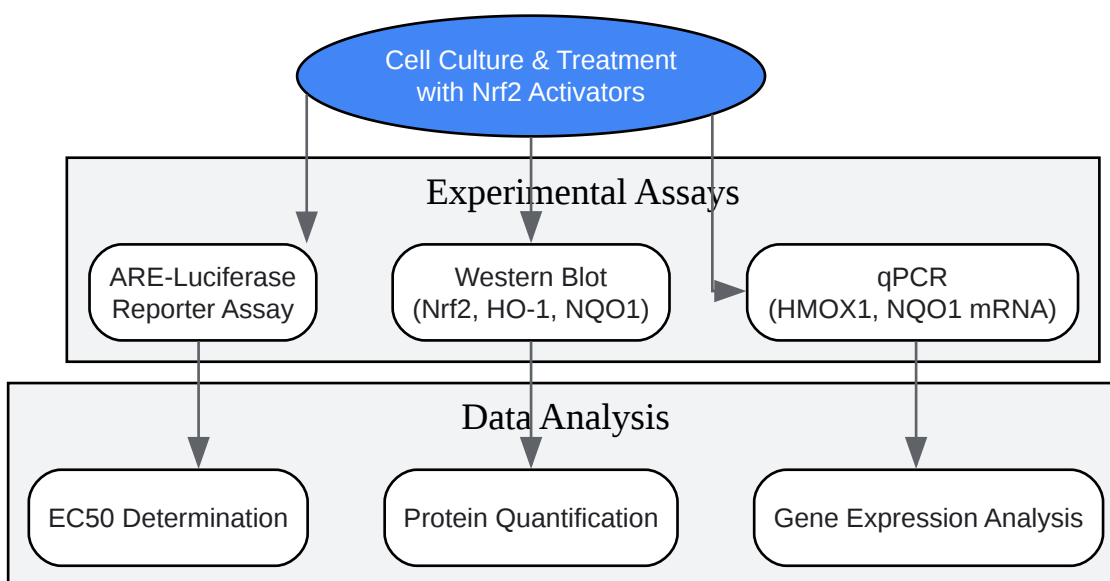 Cell Culture & Treatment
with Nrf2 Activators
Experimental Assays
ARE-Luciferase
Reporter Assay
Western Blot
(Nrf2, HO-1, NQO1)
qPCR
(HMOX1, NQO1 mRNA)
Data Analysis
EC50 Determination
Protein Quantification
Gene Expression Analysis